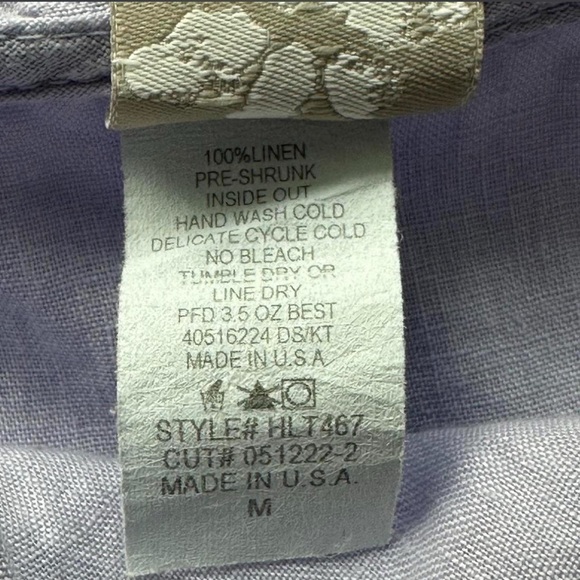 100%LINEN
PRE-SHRUNK
INSIDE OUT
HAND WASH COLD
DELICATE CYCLE COLD
NO BLEACH
TUMBLE DRY OR
LINE DRY
PFD 3.5 OZ BEST
40516224 DS/KT
MADE IN U.S.A.
STYLE# HLT467
CUT# 051222-2
MADE IN U.S.A.
M